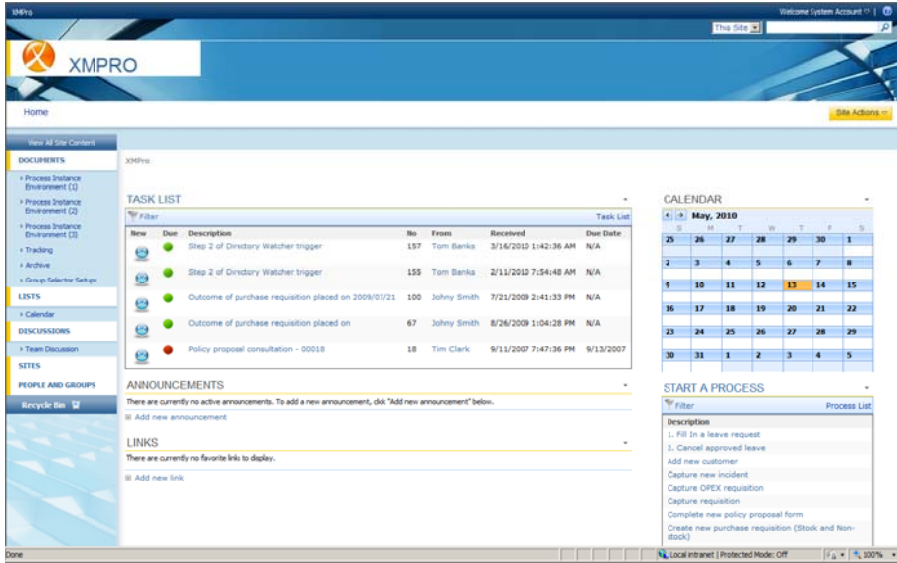 XMPro
Welcome System Account
This Site
XMPRO
Home
Site Actions
View All Site Content
DOCUMENTS
Process Instance
Environment (1)
Process Instance
Environment (2)
Process Instance
Environment (3)
Tracking
Archive
Group Selector Setups
LISTS
Calendar
DISCUSSIONS
Team Discussion
SITES
PEOPLE AND GROUPS
Recycle Bin
XMPro
TASK LIST
Filter Task List
New Due Description No From Received Due Date
Step 2 of Directory Watcher trigger 157 Tom Banks 3/16/2010 1:42:36 AM N/A
Step 2 of Directory Watcher trigger 155 Tom Banks 2/11/2010 7:54:48 AM N/A
Outcome of purchase requisition placed on 2009/07/21 100 Johny Smith 7/21/2009 2:41:33 PM N/A
Outcome of purchase requisition placed on 67 Johny Smith 8/26/2009 1:04:28 PM N/A
Policy proposal consultation - 00018 18 Tim Clark 9/11/2007 7:47:36 PM 9/13/2007
ANNOUNCEMENTS
There are currently no active announcements. To add a new announcement, click "Add new announcement" below.
Add new announcement
LINKS
There are currently no favorite links to display.
Add new link
CALENDAR
May, 2010
S M T W T F S
25 26 27 28 29 30 1
2 3 4 5 6 7 8
9 10 11 12 13 14 15
16 17 18 19 20 21 22
23 24 25 26 27 28 29
30 31 1 2 3 4 5
START A PROCESS
Filter Process List
Description
1. Fill In a leave request
2. Cancel approved leave
Add new customer
Capture new incident
Capture OPEX requisition
Capture requisition
Complete new policy proposal form
Create new purchase requisition (Stock and Non-
stock)
Done
Local intranet | Protected Mode: Off
100%